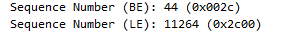 Sequence Number (BE): 44 (0x002c)
Sequence Number (LE): 11264 (0x2c00)